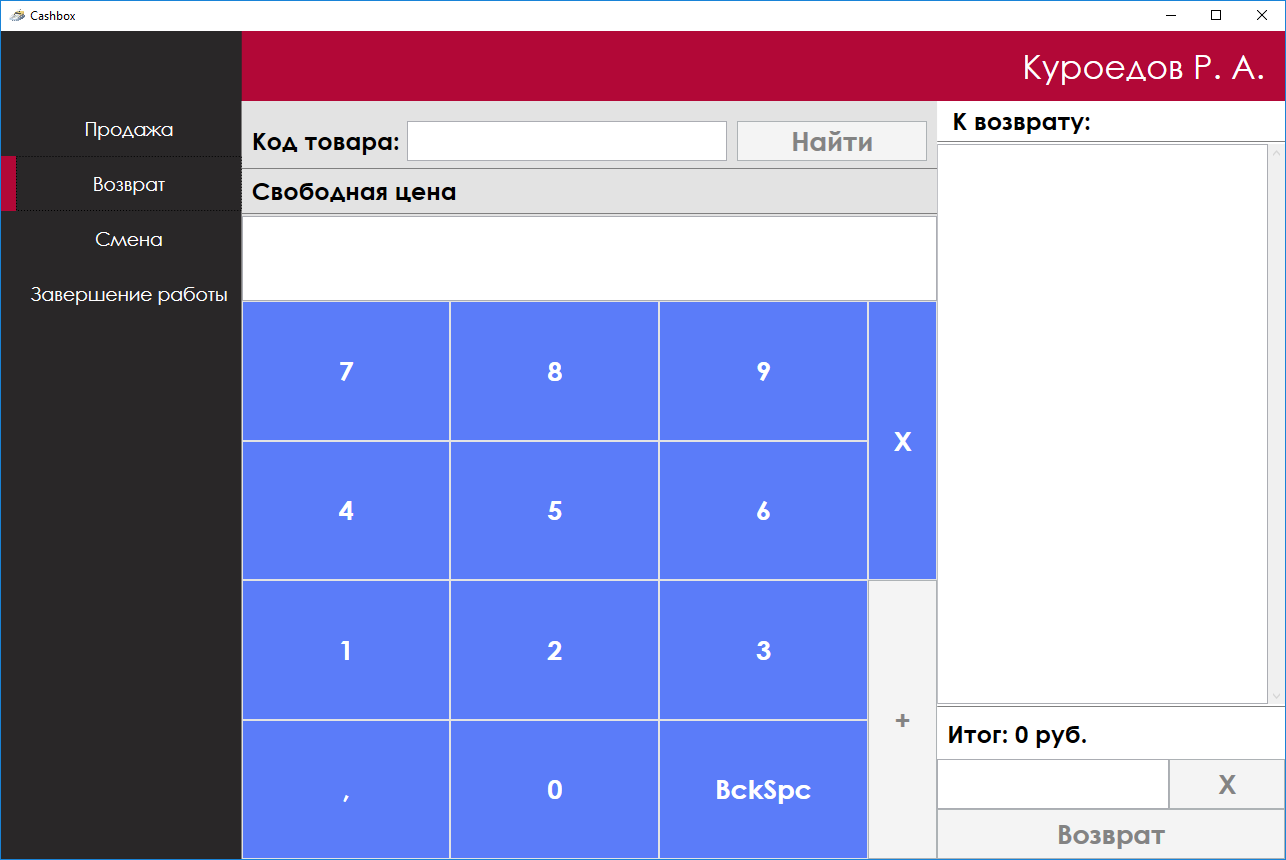 Cashbox
Куроедов Р. А.
Продажа
Возврат
Смена
Завершение работы
Код товара:
Найти
Свободная цена
7 8 9 X
4 5 6
1 2 3 +
, 0 BckSpc
К возврату:
Итог: 0 руб.
X
Возврат